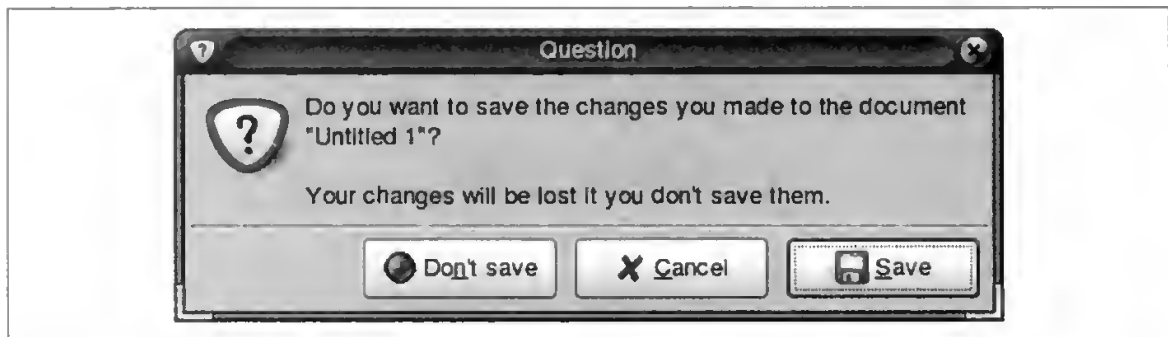 Question
Do you want to save the changes you made to the document
"Untitled 1"?
Your changes will be lost it you don't save them.
Don't save
Cancel
Save